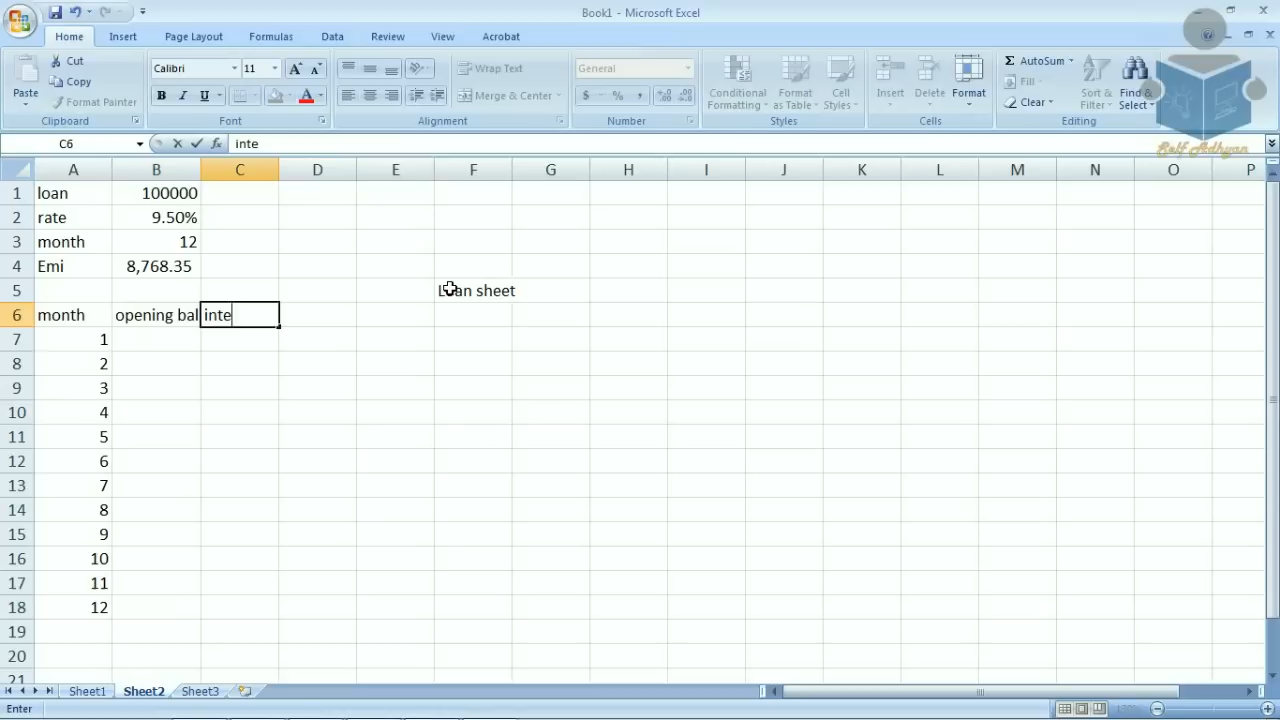 Book1 - Microsoft Excel
Home Insert Page Layout Formulas Data Review View Acrobat
Paste
Cut
Copy
Format Painter
Clipboard
Calibri 11
B I U
Font
Wrap Text
Merge & Center
Alignment
General
$ % ,
Number
Conditional Formatting
Format as Table
Cell Styles
Styles
Insert
Delete
Format
Cells
Σ AutoSum
Fill
Clear
Sort & Filter
Find & Select
Editing
Self Adhyan
C6 fx inte
A B C D E F G H I J K L M N O P
1 loan 100000
2 rate 9.50%
3 month 12
4 Emi 8,768.35
5 Loan sheet
6 month opening bal inte
7 1
8 2
9 3
10 4
11 5
12 6
13 7
14 8
15 9
16 10
17 11
18 12
19
20
21
Sheet1 Sheet2 Sheet3
Enter 130%